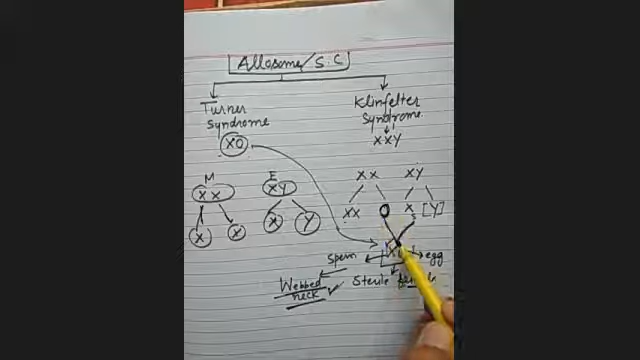 Allosome/S.C
Turner
Syndrome
XO
Klinfelter
Syndrome
XXY
M
XX
E
XY
X
X
X
Y
XX
XY
XX
O
X
[Y]
Sperm
egg
Webbed
neck
Sterile